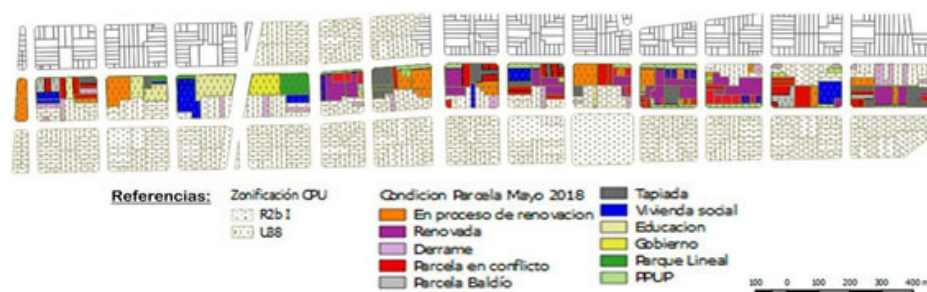 Referencias:
Zonificación CPU
R2b I
U88
Condicion Parcela Mayo 2018
En proceso de renovacion
Renovada
Derrame
Parcela en conflicto
Parcela Baldío
Tapiada
Vivienda social
Educacion
Gobierno
Parque Lineal
PPUP
100 0 100 200 300 400 m